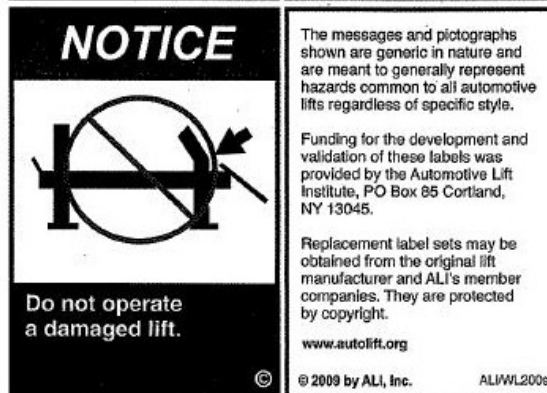 NOTICE
Do not operate
a damaged lift.
©
The messages and pictographs
shown are generic in nature and
are meant to generally represent
hazards common to all automotive
lifts regardless of specific style.
Funding for the development and
validation of these labels was
provided by the Automotive Lift
Institute, PO Box 85 Cortland,
NY 13045.
Replacement label sets may be
obtained from the original lift
manufacturer and ALI's member
companies. They are protected
by copyright.
www.autolift.org
© 2009 by ALI, Inc. ALI/WL200s